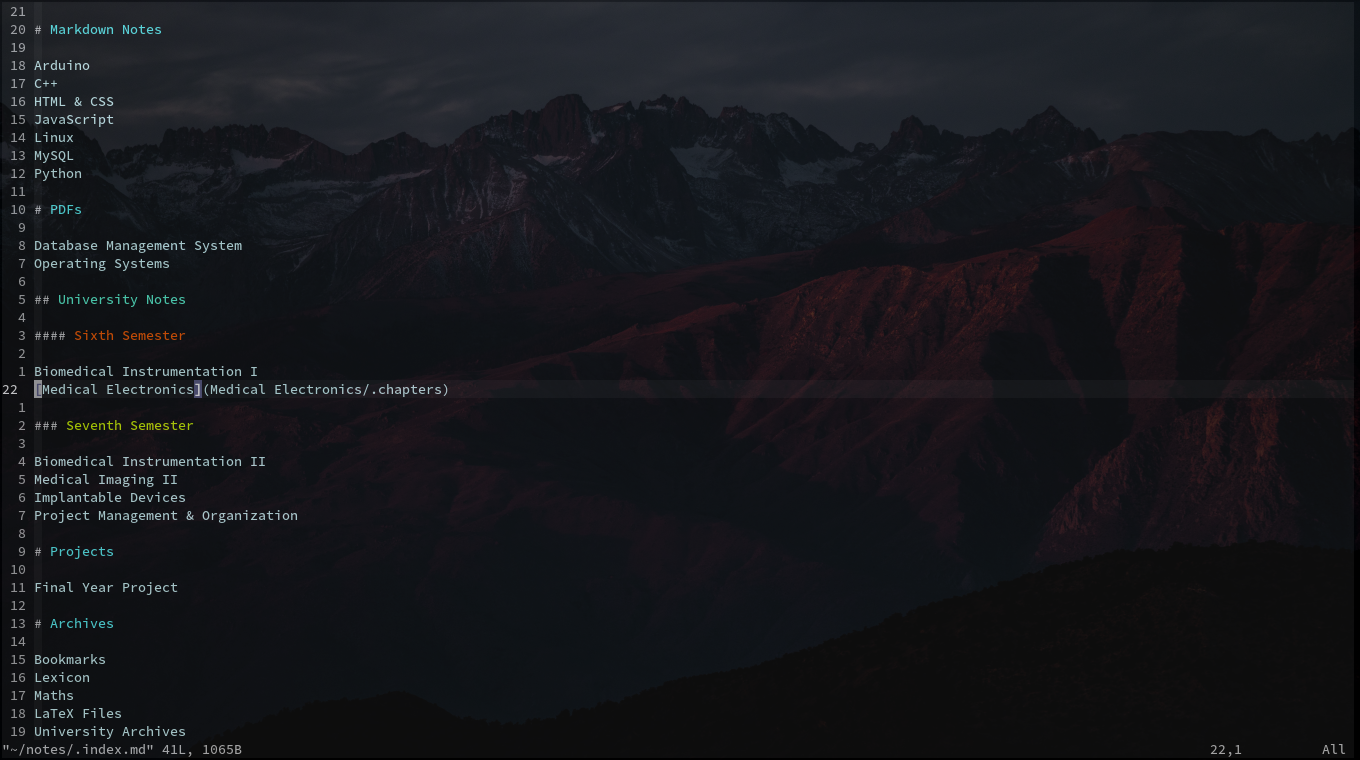 21
20 # Markdown Notes
19
18 Arduino
17 C++
16 HTML & CSS
15 JavaScript
14 Linux
13 MySQL
12 Python
11
10 # PDFs
9
8 Database Management System
7 Operating Systems
6
5 ## University Notes
4
3 #### Sixth Semester
2
1 Biomedical Instrumentation I
22 [Medical Electronics](Medical Electronics/.chapters)
1
2 ### Seventh Semester
3
4 Biomedical Instrumentation II
5 Medical Imaging II
6 Implantable Devices
7 Project Management & Organization
8
9 # Projects
10
11 Final Year Project
12
13 # Archives
14
15 Bookmarks
16 Lexicon
17 Maths
18 LaTeX Files
19 University Archives
"~/notes/.index.md" 41L, 1065B 22,1 All